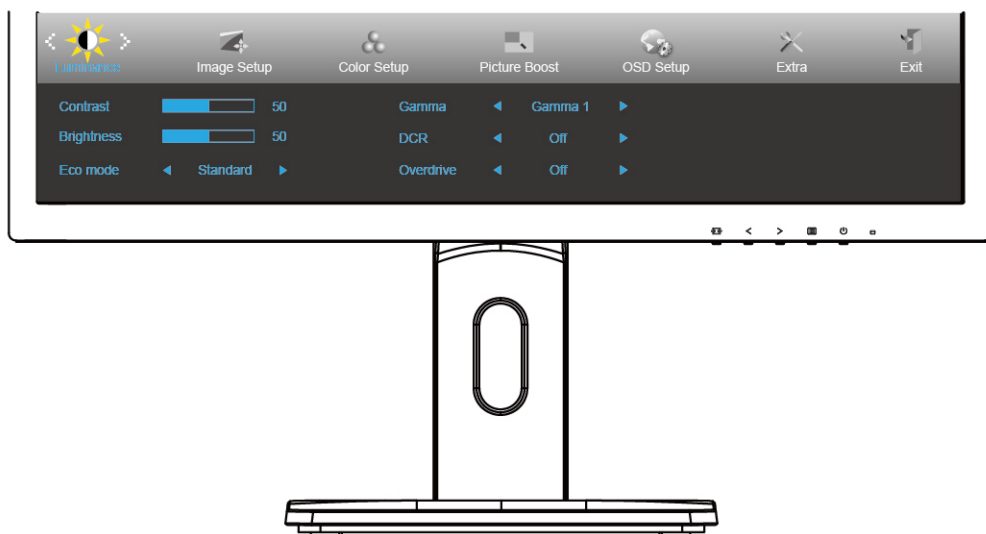 Luminance Image Setup Color Setup Picture Boost OSD Setup Extra Exit
Contrast 50 Gamma Gamma 1
Brightness 50 DCR Off
Eco mode Standard Overdrive Off